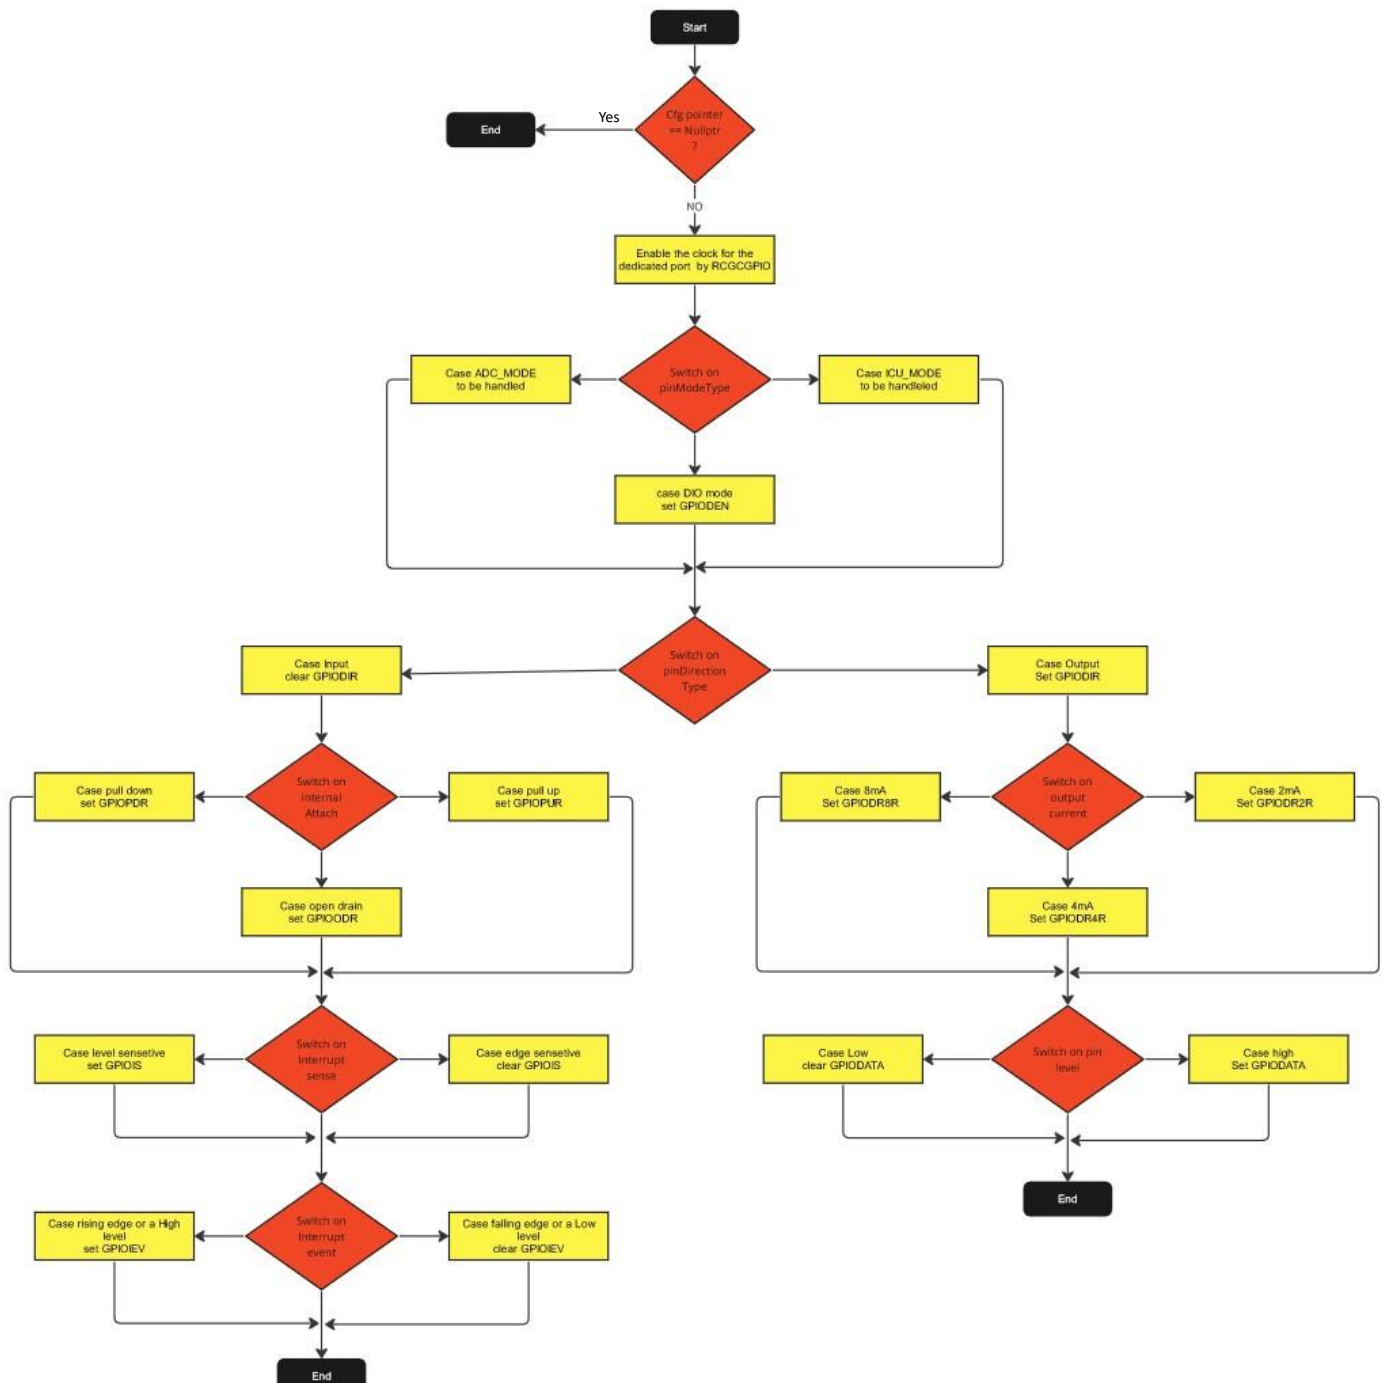 Start
Cfg pointer
== Nullptr
?
Yes
End
NO
Enable the clock for the
dedicated port by RCGCGPIO
Switch on
pinModeType
Case ADC_MODE
to be handled
Case ICU_MODE
to be handleled
case DIO mode
set GPIODEN
Switch on
pinDirection
Type
Case Input
clear GPIODIR
Case Output
Set GPIODIR
Switch on
internal
Attach
Case pull down
set GPIOPDR
Case pull up
set GPIOPUR
Case open drain
set GPIOODR
Switch on
output
current
Case 8mA
Set GPIODR8R
Case 2mA
Set GPIODR2R
Case 4mA
Set GPIODR4R
Switch on
Interrupt
sense
Case level sensetive
set GPIOIS
Case edge sensetive
clear GPIOIS
Switch on pin
level
Case Low
clear GPIODATA
Case high
Set GPIODATA
End
Switch on
Interrupt
event
Case rising edge or a High
level
set GPIOIEV
Case falling edge or a Low
level
clear GPIOIEV
End